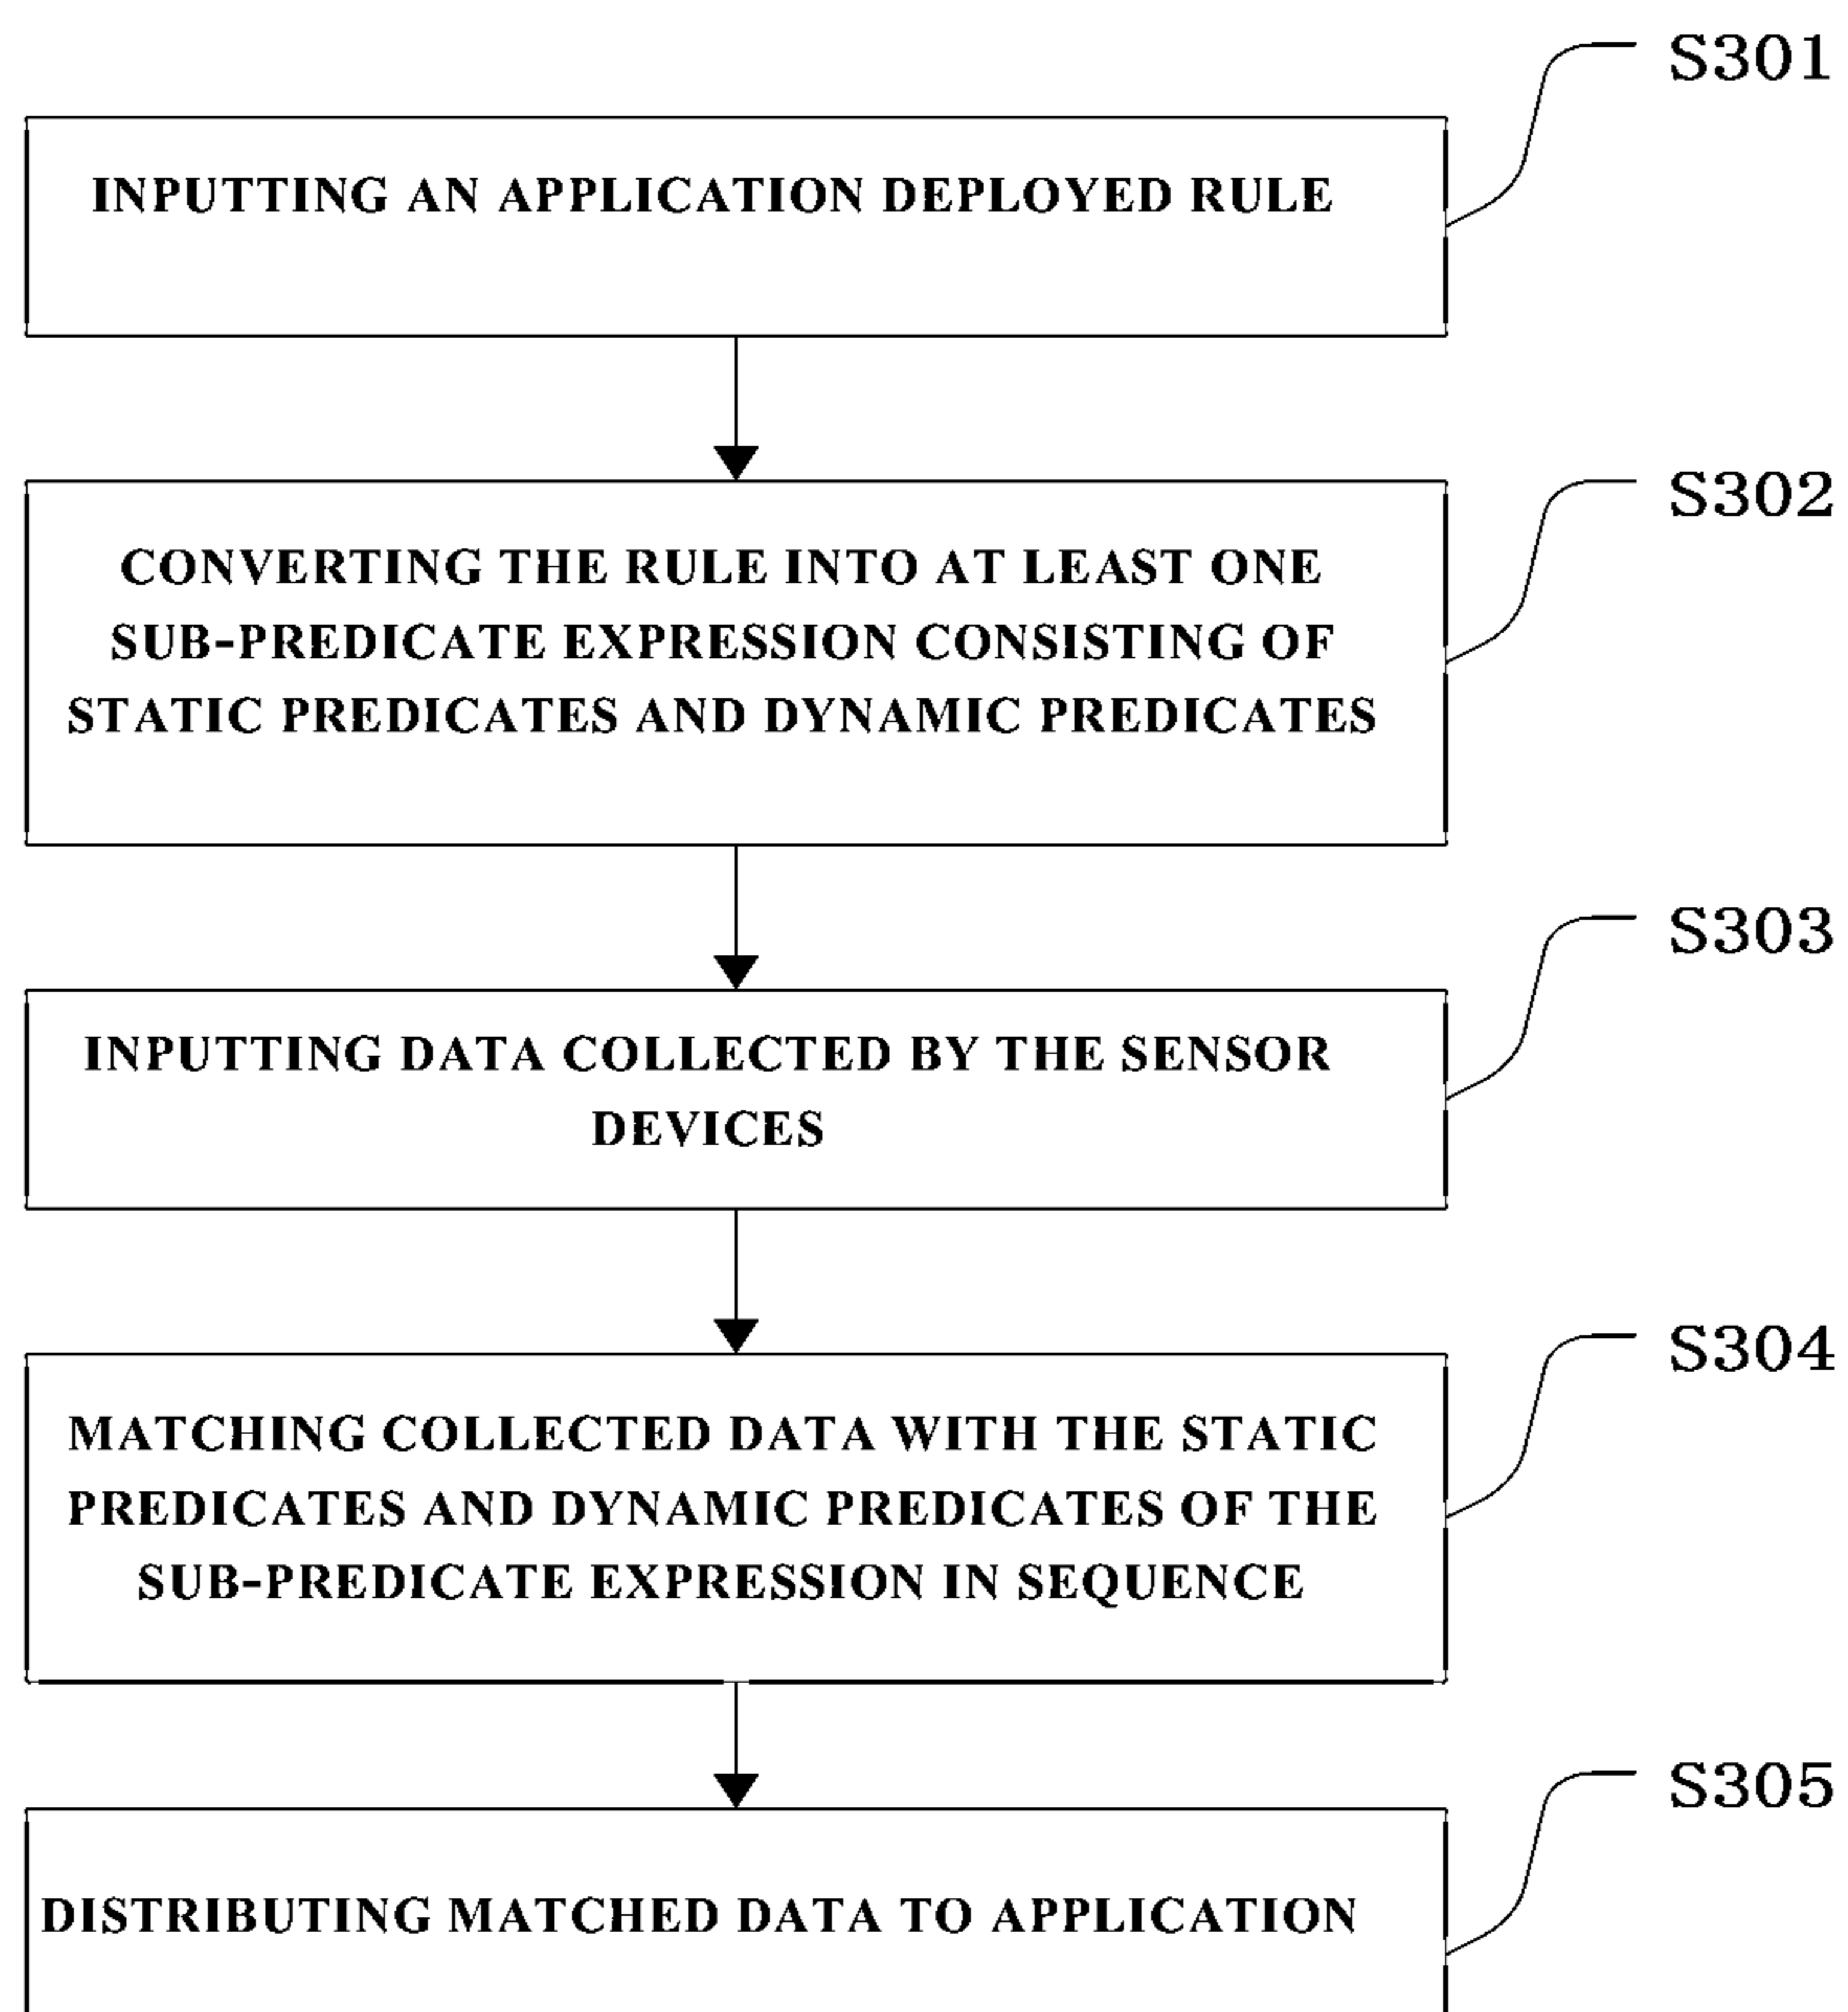 S301
INPUTTING AN APPLICATION DEPLOYED RULE
S302
CONVERTING THE RULE INTO AT LEAST ONE
SUB-PREDICATE EXPRESSION CONSISTING OF
STATIC PREDICATES AND DYNAMIC PREDICATES
S303
INPUTTING DATA COLLECTED BY THE SENSOR
DEVICES
S304
MATCHING COLLECTED DATA WITH THE STATIC
PREDICATES AND DYNAMIC PREDICATES OF THE
SUB-PREDICATE EXPRESSION IN SEQUENCE
S305
DISTRIBUTING MATCHED DATA TO APPLICATION